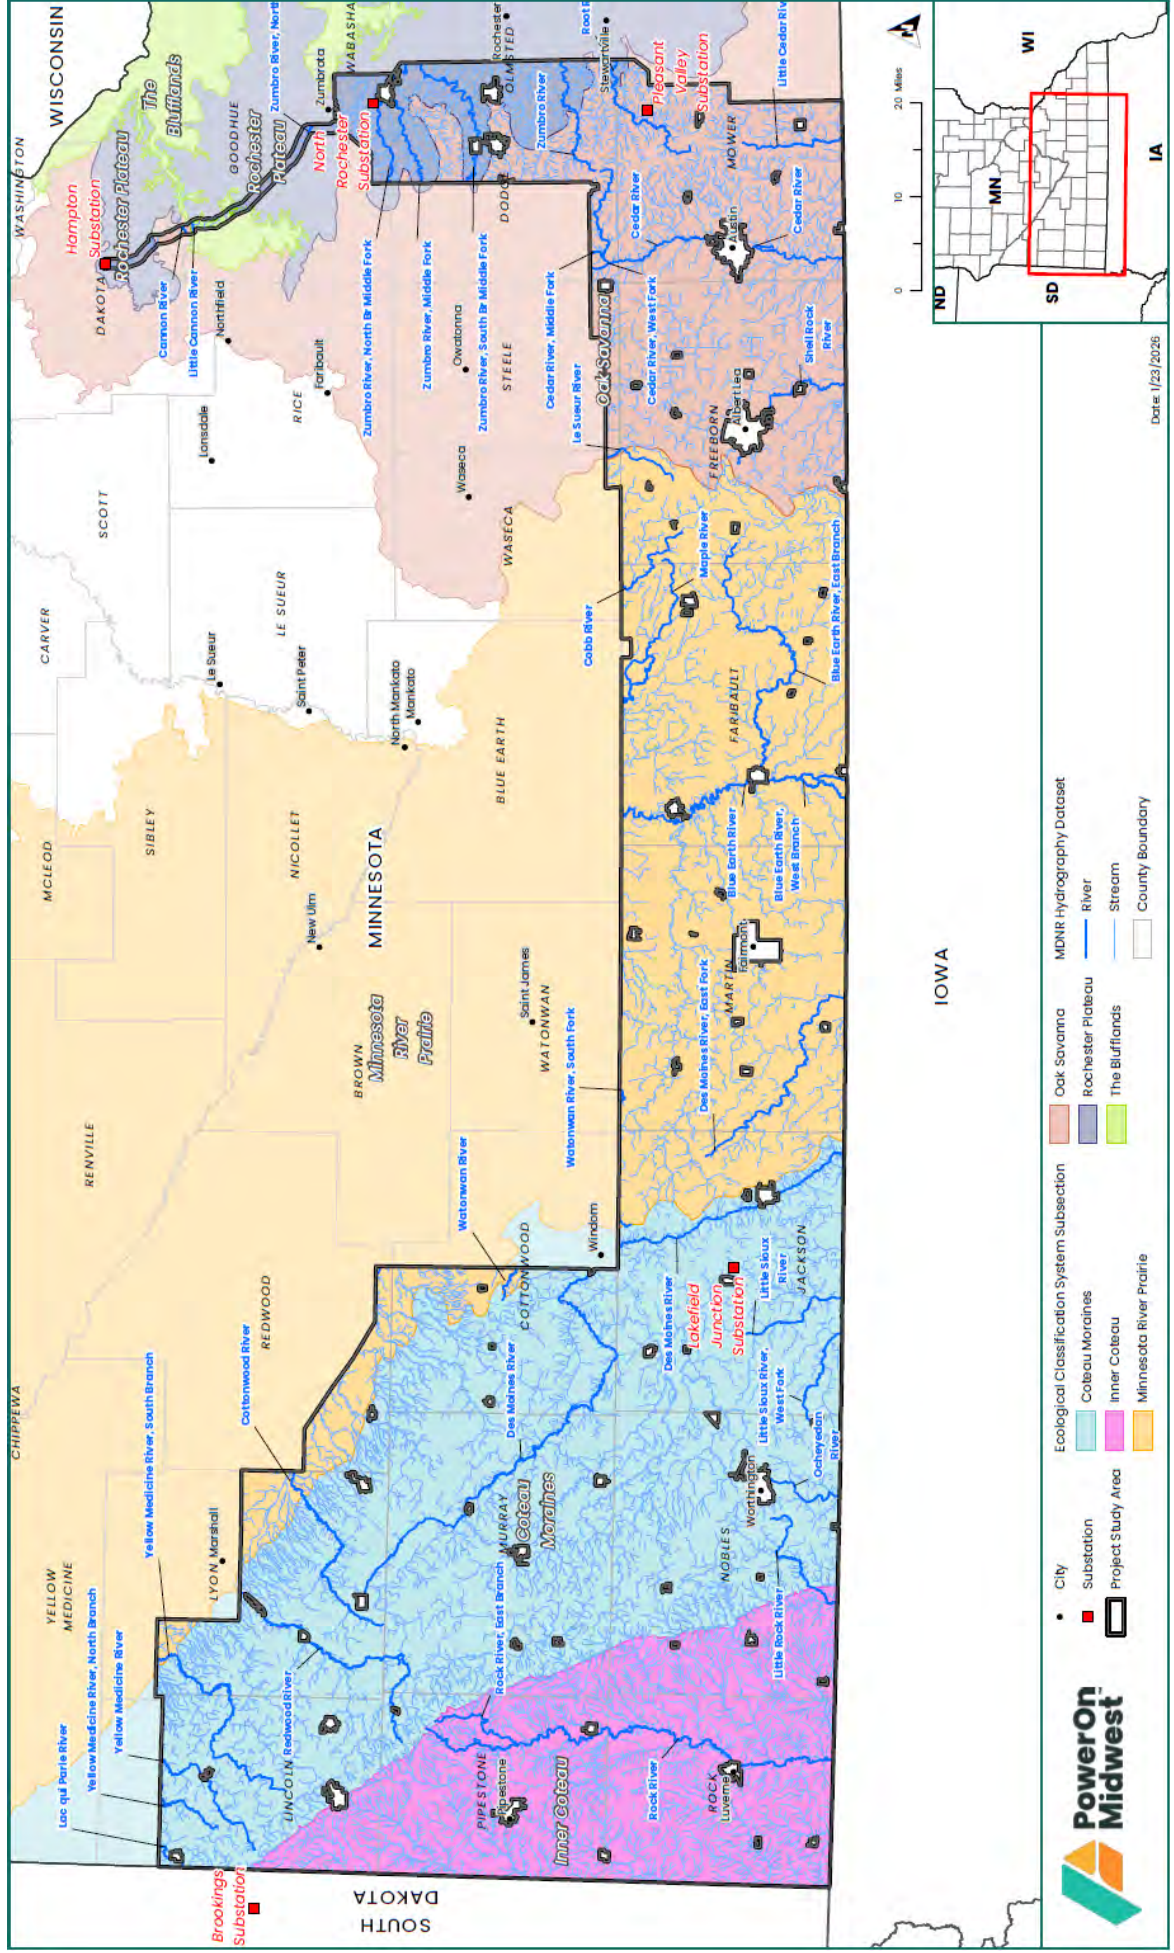 WASHINGTON
WISCONSIN
Hampton
Substation
Rochester Plateau
DAKOTA
The
Blufflands
GOODHUE
Rochester
Plateau
Zumbro River, North
Zumbrota
WABASHA
North
Rochester
Substation
Cannon River
Little Cannon River
Northfield
Faribault
RICE
Lonsdale
SCOTT
CARVER
LE SUEUR
Le Sueur
Saint Peter
North Mankato
Mankato
Zumbro River, North Br Middle Fork
Zumbro River, Middle Fork
Zumbro River, South Br Middle Fork
Owatonna
STEELE
Waseca
WASECA
DODGE
OLMSTED
Rochester
Zumbro River
Root R
Stewartville
Pleasant
Valley
Substation
Little Cedar Riv
MOWER
Cedar River
Cedar River
Austin
Cedar River, Middle Fork
Cedar River, West Fork
Le Sueur River
Oak Savanna
Shell Rock
River
Albert Lea
FREEBORN
Maple River
Cobb River
Blue Earth River, East Branch
FARIBAULT
BLUE EARTH
Blue Earth River
Blue Earth River,
West Branch
MCLEOD
SIBLEY
NICOLLET
New Ulm
MINNESOTA
BROWN
Minnesota
River
Prairie
Saint James
WATONWAN
Watonwan River, South Fork
Fairmont
MARTIN
Des Moines River, East Fork
RENVILLE
Watonwan River
COTTONWOOD
Windom
REDWOOD
CHIPPEWA
Yellow Medicine River, South Branch
Cottonwood River
Des Moines River
Des Moines River
Lakefield
Junction
Substation
Little Sioux
River
JACKSON
Little Sioux River,
West Fork
Ocheyedan
River
Worthington
NOBLES
MURRAY
Coteau
Moraines
Marshall
LYON
YELLOW
MEDICINE
Lac qui Parle River
Yellow Medicine River, North Branch
Yellow Medicine River
Redwood River
LINCOLN
Rock River, East Branch
Little Rock River
PIPESTONE
Pipestone
Inner Coteau
Rock River
ROCK
Luverne
Brookings
Substation
SOUTH
DAKOTA
IOWA
N
0
10
20 Miles
ND
MN
WI
SD
IA
PowerOn
Midwest™
City
Substation
Project Study Area
Ecological Classification System Subsection
Coteau Moraines
Inner Coteau
Minnesota River Prairie
Oak Savanna
Rochester Plateau
The Blufflands
MDNR Hydrography Dataset
River
Stream
County Boundary
Date: 1/23/2026